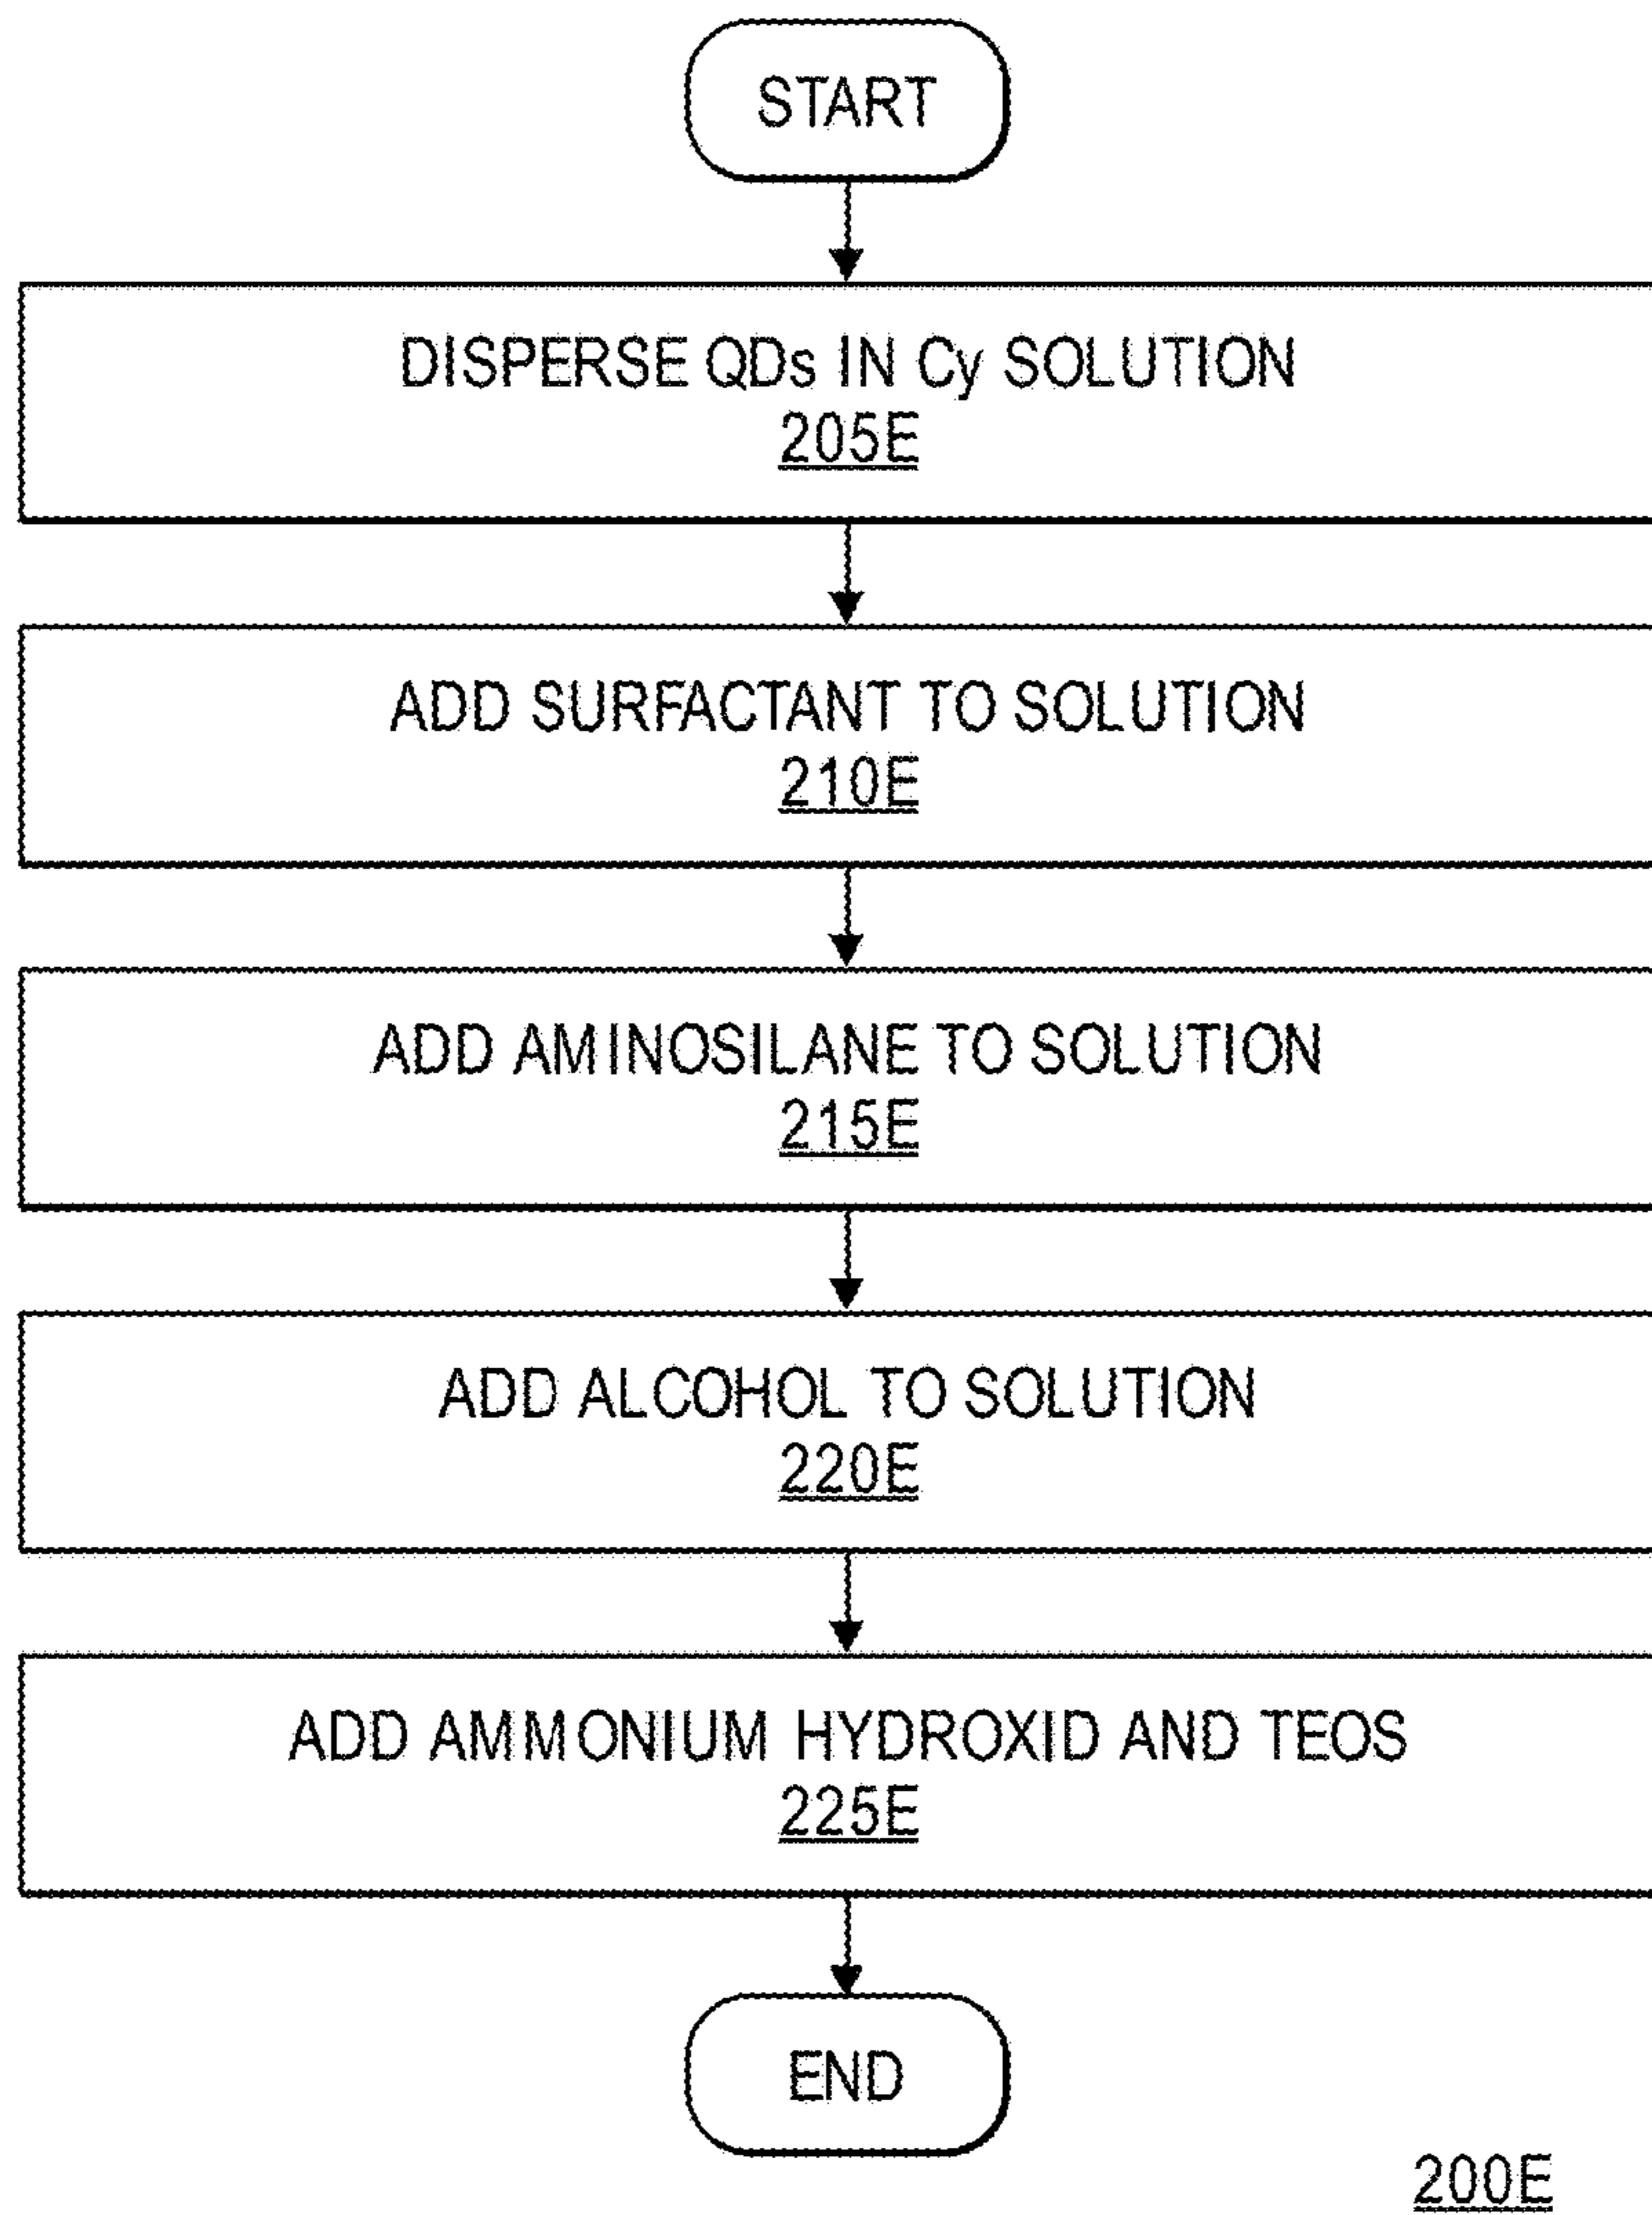 START
DISPERSE QDs IN Cy SOLUTION
205E
ADD SURFACTANT TO SOLUTION
210E
ADD AMINOSILANE TO SOLUTION
215E
ADD ALCOHOL TO SOLUTION
220E
ADD AMMONIUM HYDROXID AND TEOS
225E
END
200E